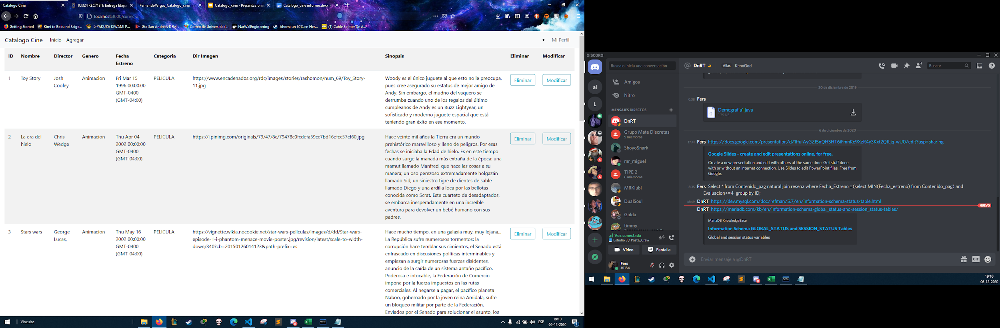 Catalogo Cine
ICI324 REC718 1: Entrega Etapa
FernandoVargas_Catalogo_cine inf
Catalogo_cine - Presentacione
Catalogo_cine informe.docx -
localhost:3000/correcto
Getting Started
Kimi to Boku no Saigo...
YAKUZA KIWAMI P...
Gta San Andreas DEM...
Correo de Universidad...
NarWalEngineering
Ahorra un 60% en Her...
(1) Cable Splitter De A...
Catalogo Cine Inicio Agregar
Mi Perfil
ID Nombre Director Genero Fecha Estreno Categoria Dir Imagen Sinopsis Eliminar Modificar
1 Toy Story
Josh
Cooley
Animacion
Fri Mar 15
1996 00:00:00
GMT-0400
(GMT-04:00)
PELICULA
https://www.encadenados.org/rdc/images/stories/rashomon/num_69/Toy_Story-
11.jpg
Woody es el único juguete al que esto no le preocupa,
pues cree asegurado su estatus de mejor amigo de
Andy. Sin embargo, el mudno del vaquero se
derrumba cuando uno de los regalos del último
cumpleaños de Andy es un Buzz Lightyear, un
sofisticado y moderno juguete espacial que está
teniendo gran éxito en ese momento.
Eliminar
Modificar
2
La era del
hielo
Chris
Wedge
Animacion
Thu Apr 04
2002 00:00:00
GMT-0400
(GMT-04:00)
PELICULA
https://i.pinimg.com/originals/79/47/8c/79478c0fcdefa59cc7bd16efcc57cf60.jpg
Hace veinte mil años la Tierra era un mundo
prehistórico maravilloso y lleno de peligros. Por esas
fechas se iniciaba la Edad de hielo. Es en este tiempo
cuando surge la manada más extraña de la época: una
mamut llamado Manfred, que hace las cosas a su
manera; un oso perezoso extremadamente holgazán
llamado Sid; un siniestro tigre de dientes de sable
llamado Diego y una ardilla loca por las bellotas
conocida como Scrat. Este cuarteto de desadaptados,
se embarca inesperadamente en una increíble
aventura para devolver un bebé humano con sus
padres.
Eliminar
Modificar
3 Stars wars
George
Lucas,
Animacion
Thu May 16
2002 00:00:00
GMT-0400
(GMT-04:00)
PELICULA
https://vignette.wikia.nocookie.net/star-wars-peliculas/images/d/dd/Star-wars-
episode-1-i-phantom-menace-movie-poster.jpg/revision/latest/scale-to-width-
down/340?cb=20150126014123&path-prefix=es
Hace mucho tiempo, en una galaxia muy, muy lejana...
La República sufre numerosos tormentos: la
corrupción hace temblar sus cimientos, el Senado está
enfrascado en discusiones políticas interminables y
empiezan a surgir numerosas fuerzas disidentes,
anuncio de la caída de un sistema antaño pacífico.
Poderosa e intocable, la Federación de Comercio
impone por la fuerza impuestos en las rutas
comerciales. Al negarse a pagar, el pacífico planeta
Naboo, gobernado por la joven reina Amidala, sufre
un bloqueo militar por parte de la Federación.
Enviados por el Senado para solucionar el asunto, los
Eliminar
Modificar
Vínculos
ESP
19:10
06-12-2020
DISCORD
Busca o inicia una conversación
al
L
4
4
Amigos
Nitro
MENSAJES DIRECTOS
DnRT
Grupo Mate Discretas
5 miembros
ShoyoSnark
mr_miguel
TIPE 2
6 miembros
MRKiubi
DualSoul
Galda
timmy
Voz conectada
Estudio 3 / Pasta_Crew
Vídeo
Pantalla
Fers
#1184
DnRT
Alias KenoGod
Buscar
20 de diciembre de 2019
0:38 Fers
Demografia1.java
1.39 KB
6 de diciembre de 2020
17:41 Fers https://docs.google.com/presentation/d/1ffuIAyGZf5nQHSHT6iFmnKc9XzR4y3Kxt2QfLjq-wU0/edit?usp=sharing
Google Slides - create and edit presentations online, for free.
Create a new presentation and edit with others at the same time. Get stuff done
with or without an internet connection. Use Slides to edit PowerPoint files. Free from
Google.
18:35 Fers Select * from Contenido_pag natural join resena where Fecha_Estreno =(select MIN(Fecha_estreno) from Contenido_pag) and
Evaluacion>=4 group by ID;
18:49 DnRT https://dev.mysql.com/doc/refman/5.7/en/information-schema-status-table.html
NUEVO
DnRT https://mariadb.com/kb/en/information-schema-global_status-and-session_status-tables/
MariaDB KnowledgeBase
Information Schema GLOBAL_STATUS and SESSION_STATUS Tables
Global and session status variables
Enviar mensaje a @DnRT
GIF
19:10
06-12-2020